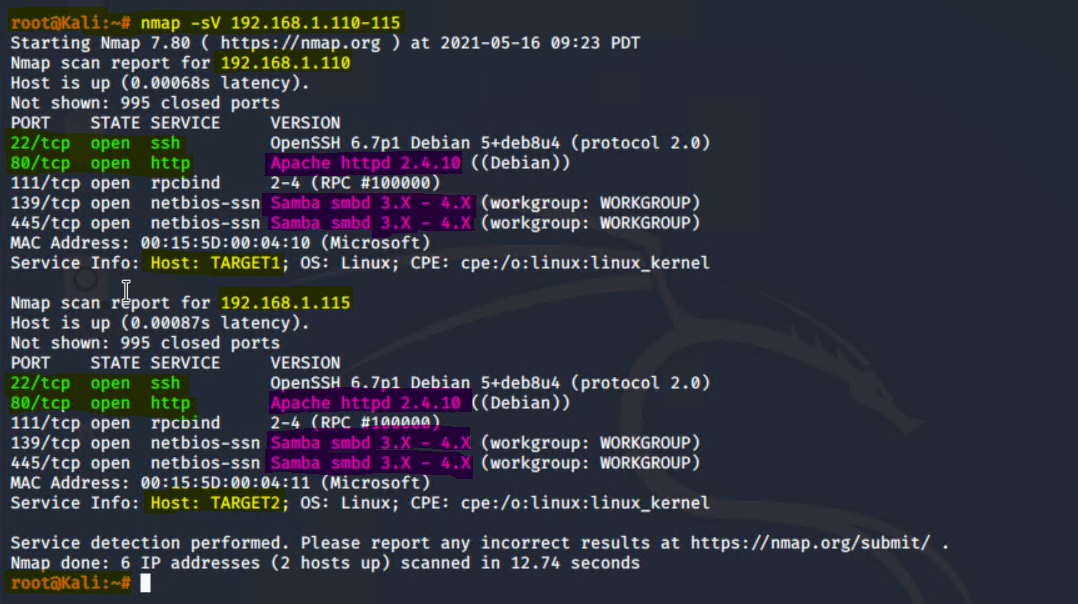 root@Kali:~# nmap -sV 192.168.1.110-115
Starting Nmap 7.80 ( https://nmap.org ) at 2021-05-16 09:23 PDT
Nmap scan report for 192.168.1.110
Host is up (0.00068s latency).
Not shown: 995 closed ports
PORT    STATE SERVICE     VERSION
22/tcp  open  ssh         OpenSSH 6.7p1 Debian 5+deb8u4 (protocol 2.0)
80/tcp  open  http        Apache httpd 2.4.10 ((Debian))
111/tcp open  rpcbind     2-4 (RPC #100000)
139/tcp open  netbios-ssn Samba smbd 3.X - 4.X (workgroup: WORKGROUP)
445/tcp open  netbios-ssn Samba smbd 3.X - 4.X (workgroup: WORKGROUP)
MAC Address: 00:15:5D:00:04:10 (Microsoft)
Service Info: Host: TARGET1; OS: Linux; CPE: cpe:/o:linux:linux_kernel
Nmap scan report for 192.168.1.115
Host is up (0.00087s latency).
Not shown: 995 closed ports
PORT    STATE SERVICE     VERSION
22/tcp  open  ssh         OpenSSH 6.7p1 Debian 5+deb8u4 (protocol 2.0)
80/tcp  open  http        Apache httpd 2.4.10 ((Debian))
111/tcp open  rpcbind     2-4 (RPC #100000)
139/tcp open  netbios-ssn Samba smbd 3.X - 4.X (workgroup: WORKGROUP)
445/tcp open  netbios-ssn Samba smbd 3.X - 4.X (workgroup: WORKGROUP)
MAC Address: 00:15:5D:00:04:11 (Microsoft)
Service Info: Host: TARGET2; OS: Linux; CPE: cpe:/o:linux:linux_kernel
Service detection performed. Please report any incorrect results at https://nmap.org/submit/ .
Nmap done: 6 IP addresses (2 hosts up) scanned in 12.74 seconds
root@Kali:~#